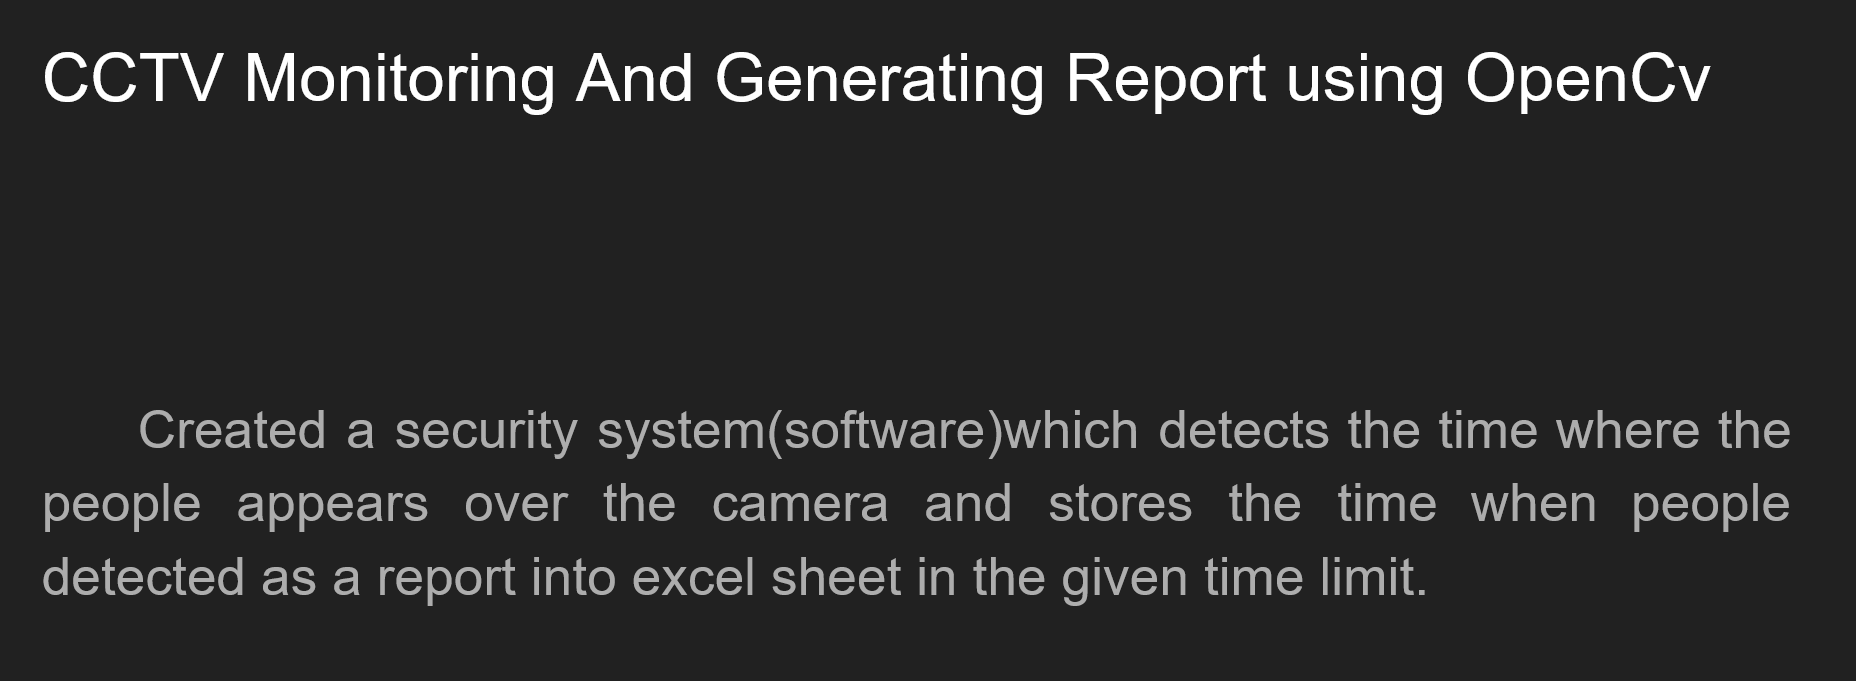 CCTV Monitoring And Generating Report using OpenCv
Created a security system(software)which detects the time where the
people appears over the camera and stores the time when people
detected as a report into excel sheet in the given time limit.